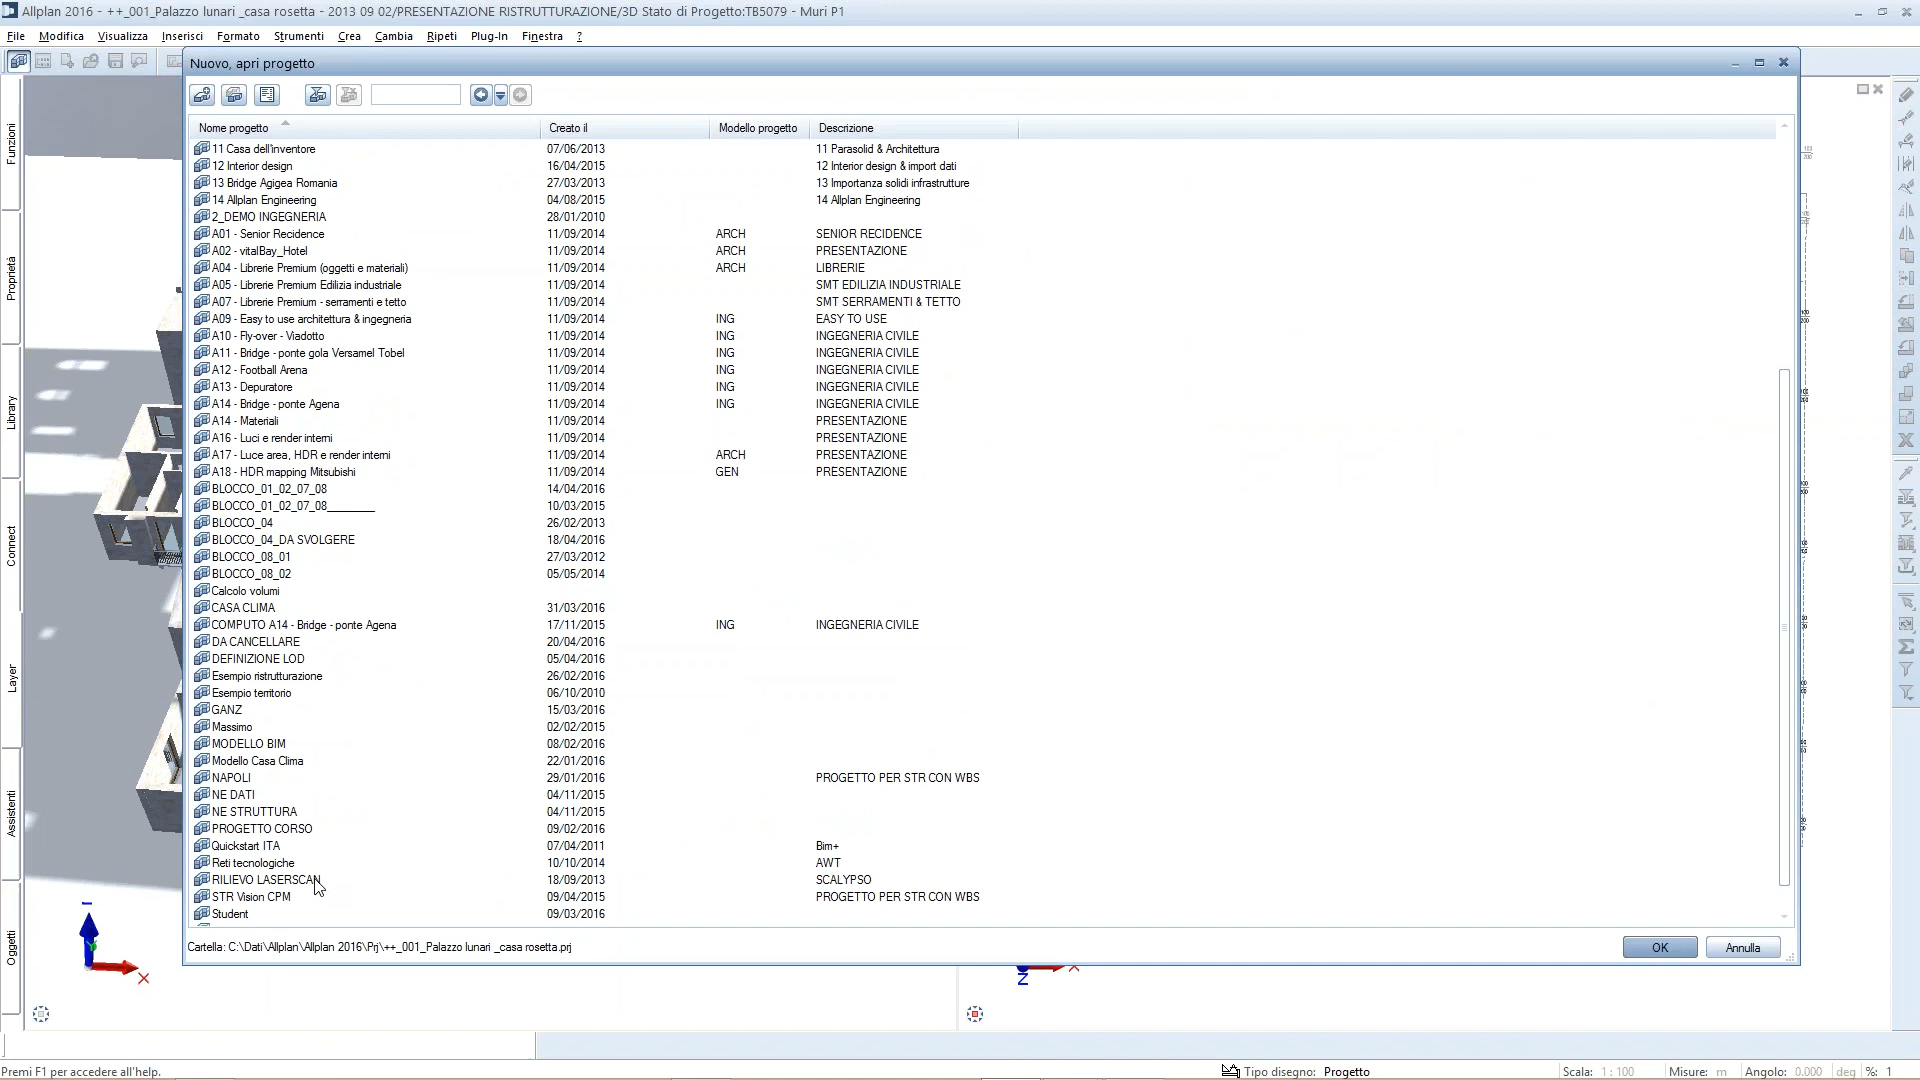 Allplan 2016 - ++_001_Palazzo lunari _casa rosetta - 2013 09 02/PRESENTAZIONE RISTRUTTURAZIONE/3D Stato di Progetto:TB5079 - Muri P1
File Modifica Visualizza Inserisci Formato Strumenti Crea Cambia Ripeti Plug-In Finestra ?
Nuovo, apri progetto
Nome progetto Creato il Modello progetto Descrizione
11 Casa dell'inventore 07/06/2013 11 Parasolid & Architettura
12 Interior design 16/04/2015 12 Interior design & import dati
13 Bridge Agigea Romania 27/03/2013 13 Importanza solidi infrastrutture
14 Allplan Engineering 04/08/2015 14 Allplan Engineering
2_DEMO INGEGNERIA 28/01/2010
A01 - Senior Recidence 11/09/2014 ARCH SENIOR RECIDENCE
A02 - vitalBay_Hotel 11/09/2014 ARCH PRESENTAZIONE
A04 - Librerie Premium (oggetti e materiali) 11/09/2014 ARCH LIBRERIE
A05 - Librerie Premium Edilizia industriale 11/09/2014 SMT EDILIZIA INDUSTRIALE
A07 - Librerie Premium - serramenti e tetto 11/09/2014 SMT SERRAMENTI & TETTO
A09 - Easy to use architettura & ingegneria 11/09/2014 ING EASY TO USE
A10 - Fly-over - Viadotto 11/09/2014 ING INGEGNERIA CIVILE
A11 - Bridge - ponte gola Versamel Tobel 11/09/2014 ING INGEGNERIA CIVILE
A12 - Football Arena 11/09/2014 ING INGEGNERIA CIVILE
A13 - Depuratore 11/09/2014 ING INGEGNERIA CIVILE
A14 - Bridge - ponte Agena 11/09/2014 ING INGEGNERIA CIVILE
A14 - Materiali 11/09/2014 PRESENTAZIONE
A16 - Luci e render interni 11/09/2014 PRESENTAZIONE
A17 - Luce area, HDR e render interni 11/09/2014 ARCH PRESENTAZIONE
A18 - HDR mapping Mitsubishi 11/09/2014 GEN PRESENTAZIONE
BLOCCO_01_02_07_08 14/04/2016
BLOCCO_01_02_07_08________ 10/03/2015
BLOCCO_04 26/02/2013
BLOCCO_04_DA SVOLGERE 18/04/2016
BLOCCO_08_01 27/03/2012
BLOCCO_08_02 05/05/2014
Calcolo volumi
CASA CLIMA 31/03/2016
COMPUTO A14 - Bridge - ponte Agena 17/11/2015 ING INGEGNERIA CIVILE
DA CANCELLARE 20/04/2016
DEFINIZIONE LOD 05/04/2016
Esempio ristrutturazione 26/02/2016
Esempio territorio 06/10/2010
GANZ 15/03/2016
Massimo 02/02/2015
MODELLO BIM 08/02/2016
Modello Casa Clima 22/01/2016
NAPOLI 29/01/2016 PROGETTO PER STR CON WBS
NE DATI 04/11/2015
NE STRUTTURA 04/11/2015
PROGETTO CORSO 09/02/2016
Quickstart ITA 07/04/2011 Bim+
Reti tecnologiche 10/10/2014 AWT
RILIEVO LASERSCAN 18/09/2013 SCALYPSO
STR Vision CPM 09/04/2015 PROGETTO PER STR CON WBS
Student 09/03/2016
Cartella: C:\Dati\Allplan\Allplan 2016\Prj\++_001_Palazzo lunari _casa rosetta.prj
OK Annulla
Funzioni
Proprietà
Library
Connect
Layer
Assistenti
Oggetti
X
Z
Premi F1 per accedere all'help.
Tipo disegno: Progetto Scala: 1 : 100 Misure: m Angolo: 0.000 deg %: 1